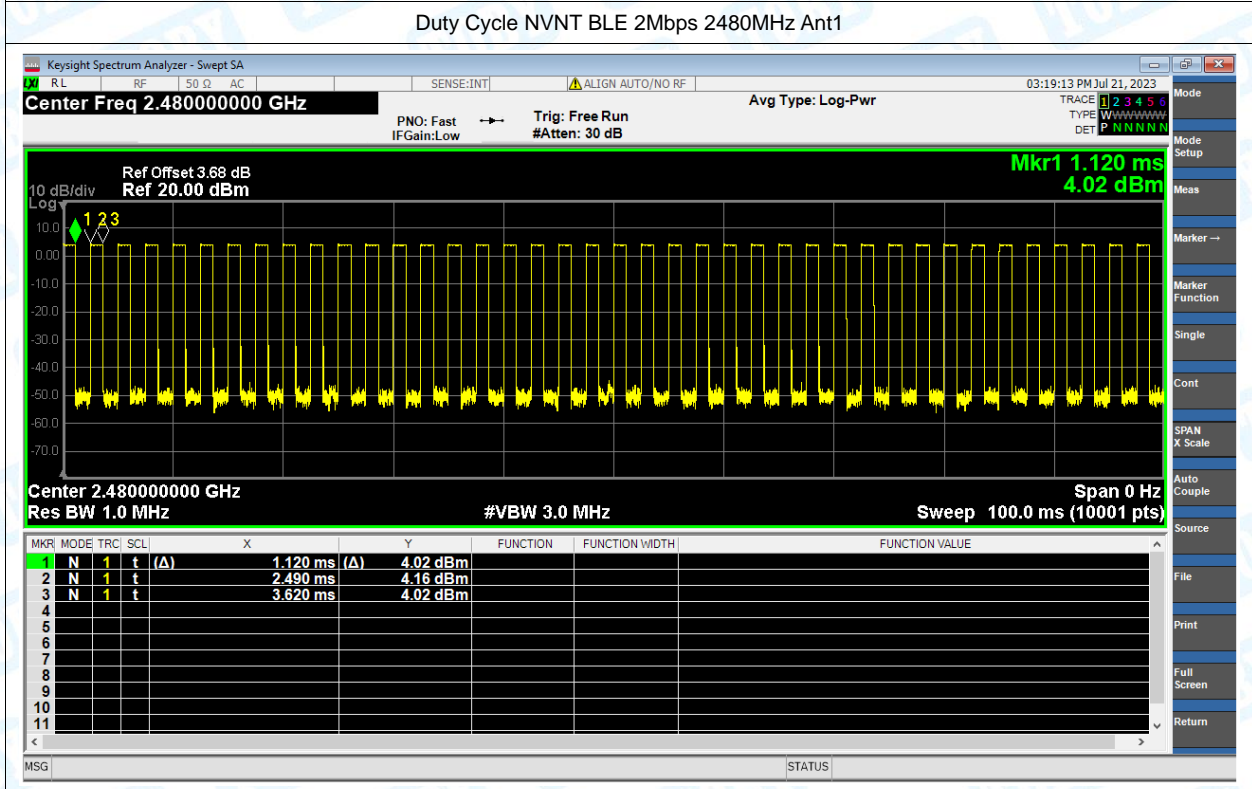 Duty Cycle NVNT BLE 2Mbps 2480MHz Ant1
Keysight Spectrum Analyzer - Swept SA
LXI RL RF 50 Ω AC SENSE:INT ALIGN AUTO/NO RF 03:19:13 PM Jul 21, 2023
Center Freq 2.480000000 GHz
Avg Type: Log-Pwr
TRACE 1 2 3 4 5 6
TYPE WWWWWW
DET P N N N N N
PNO: Fast
IFGain:Low
Trig: Free Run
#Atten: 30 dB
Mode
Mode Setup
Meas
Marker→
Marker Function
Single
Cont
SPAN X Scale
Auto Couple
Source
File
Print
Full Screen
Return
Mkr1 1.120 ms
4.02 dBm
Ref Offset 3.68 dB
10 dB/div Ref 20.00 dBm
Log
1 2 3
10.0
0.00
-10.0
-20.0
-30.0
-40.0
-50.0
-60.0
-70.0
Center 2.480000000 GHz Span 0 Hz
Res BW 1.0 MHz #VBW 3.0 MHz Sweep 100.0 ms (10001 pts)
MKR MODE TRC SCL X Y FUNCTION FUNCTION WIDTH FUNCTION VALUE
1 N 1 t (Δ) 1.120 ms (Δ) 4.02 dBm
2 N 1 t 2.490 ms 4.16 dBm
3 N 1 t 3.620 ms 4.02 dBm
4
5
6
7
8
9
10
11
MSG STATUS